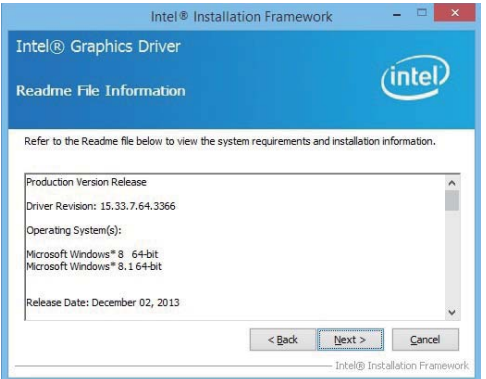 Intel® Installation Framework
Intel® Graphics Driver
Readme File Information
intel
Refer to the Readme file below to view the system requirements and installation information.
Production Version Release
Driver Revision: 15.33.7.64.3366
Operating System(s):
Microsoft Windows* 8   64-bit
Microsoft Windows* 8.1 64-bit
Release Date: December 02, 2013
< Back   Next >   Cancel
Intel® Installation Framework